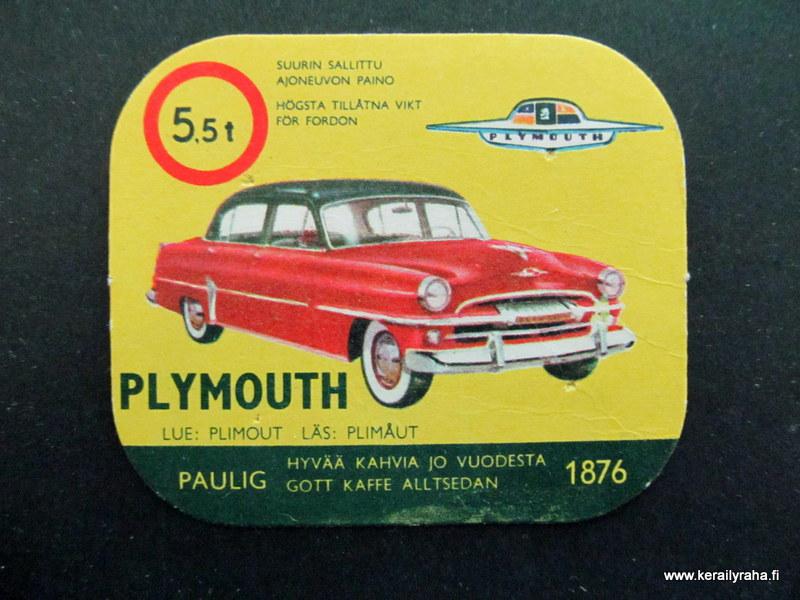 5,5 t
SUURIN SALLITTU
AJONEUVON PAINO
HÖGSTA TILLÅTNA VIKT
FÖR FORDON
PLYMOUTH
PLYMOUTH
LUE: PLIMOUT LÄS: PLIMÅUT
PAULIG
HYVÄÄ KAHVIA JO VUODESTA
GOTT KAFFE ALLTSEDAN
1876
www.kerailyraha.fi